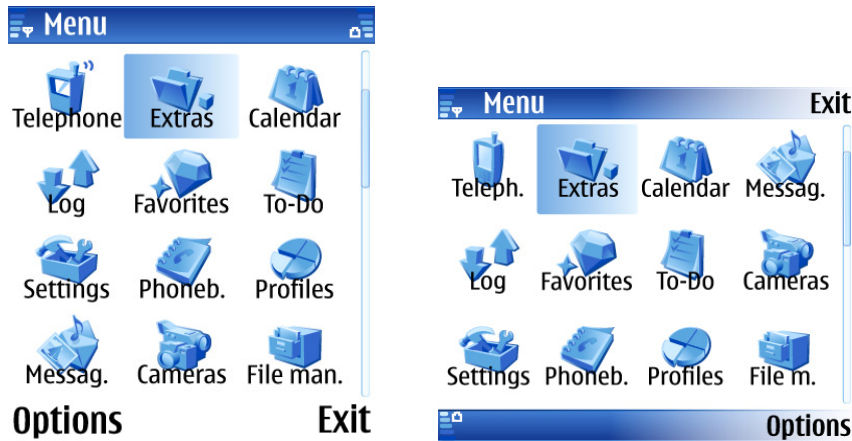 Menu
Telephone Extras Calendar
Log Favorites To-Do
Settings Phoneb. Profiles
Messag. Cameras File man.
Options Exit
Menu Exit
Teleph. Extras Calendar Messag.
Log Favorites To-Do Cameras
Settings Phoneb. Profiles File m.
Options